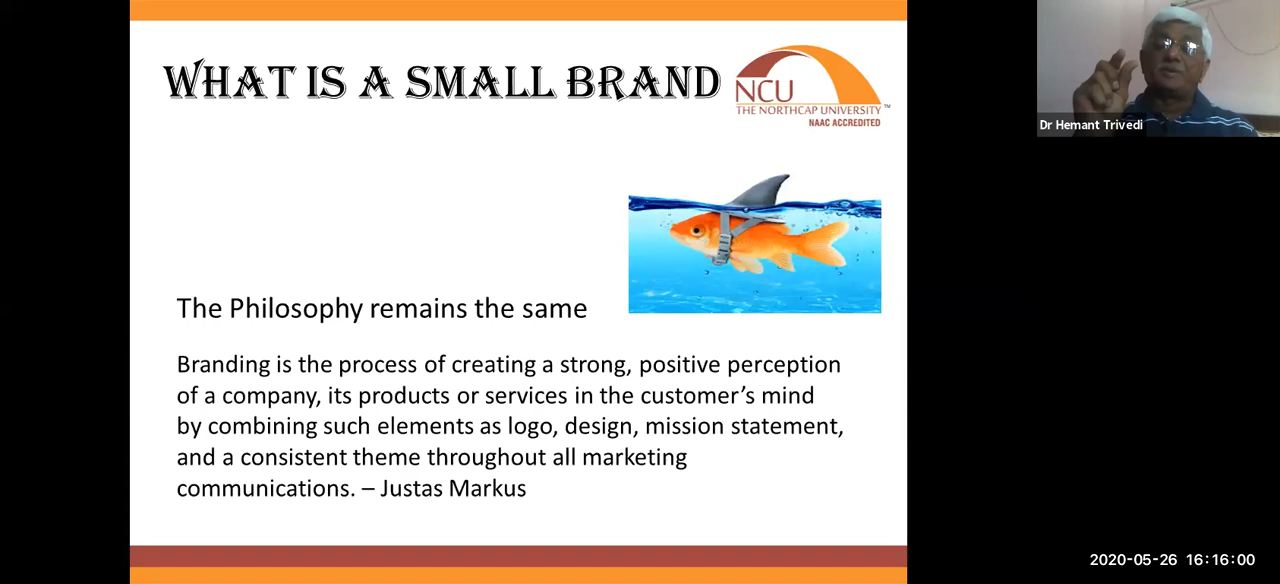 WHAT IS A SMALL BRAND
NCU
THE NORTHCAP UNIVERSITY
TM
NAAC ACCREDITED
Dr Hemant Trivedi
The Philosophy remains the same
Branding is the process of creating a strong, positive perception
of a company, its products or services in the customer’s mind
by combining such elements as logo, design, mission statement,
and a consistent theme throughout all marketing
communications. – Justas Markus
2020-05-26 16:16:00